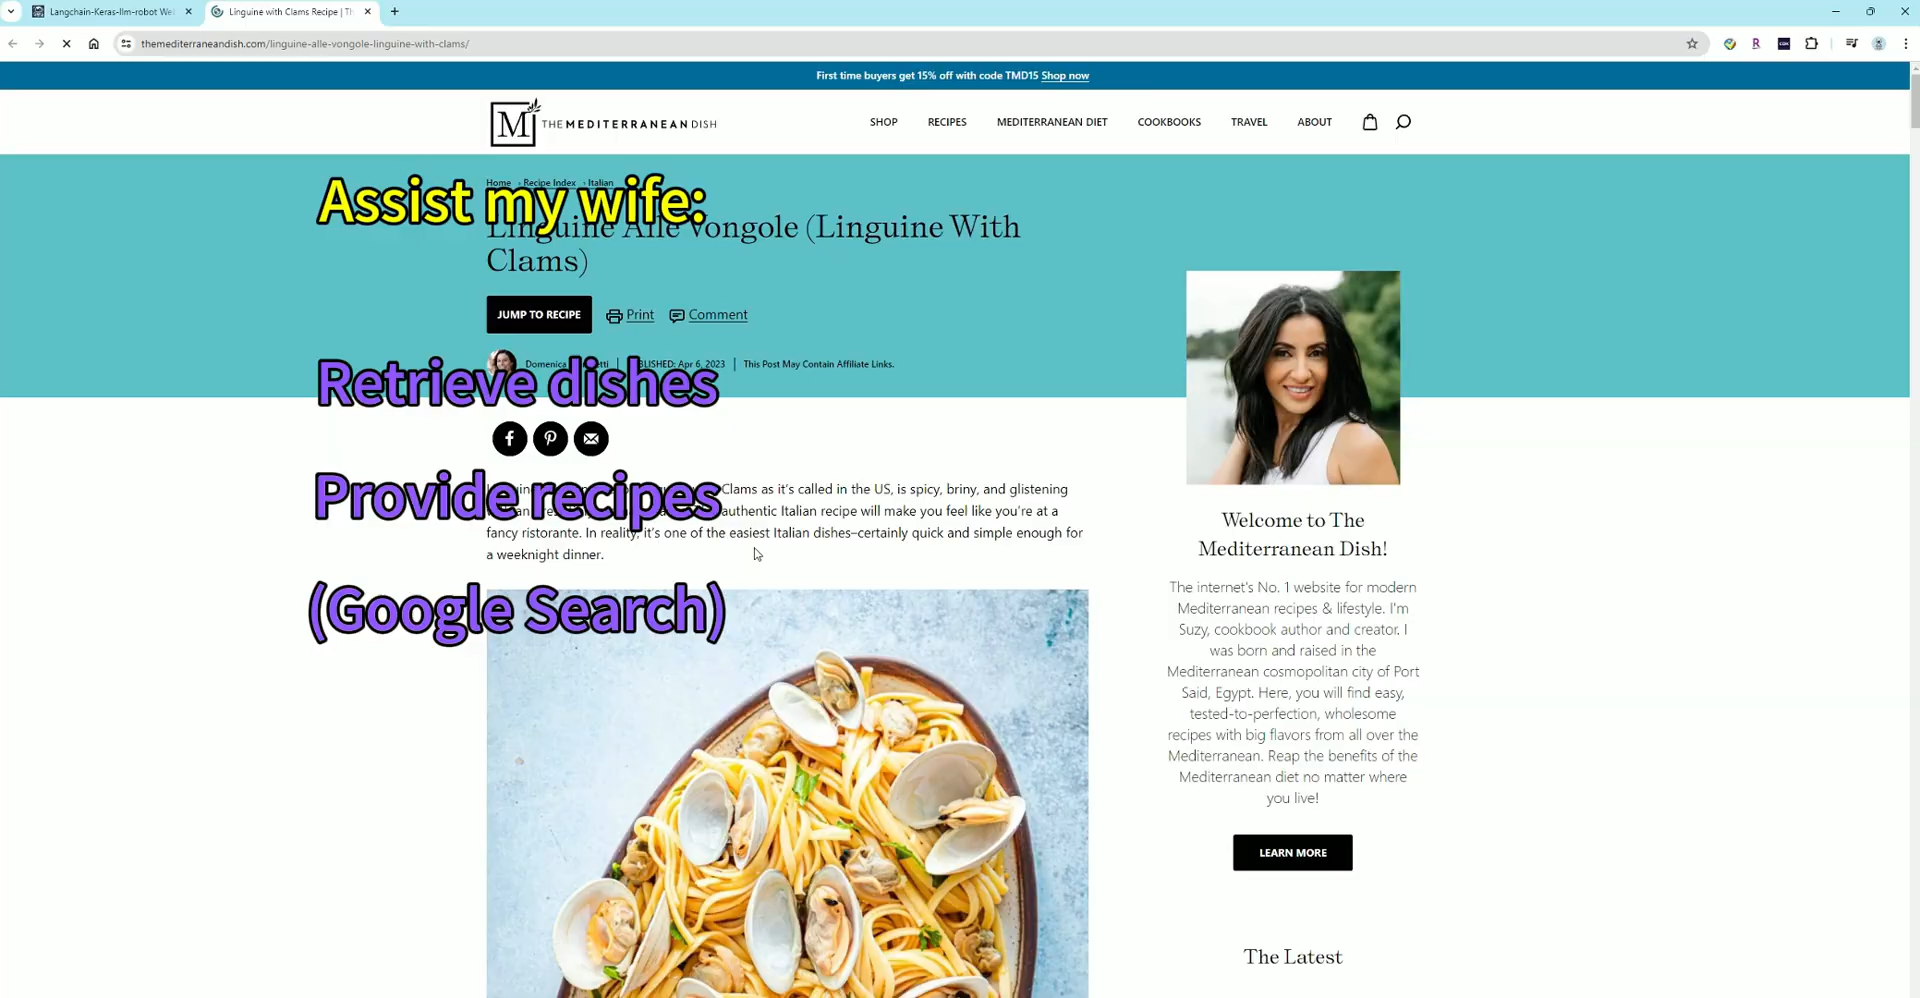 Langchain-Keras-llm-robot We
Linguine with Clams Recipe | Th
themediterraneandish.com/linguine-alle-vongole-linguine-with-clams/
First time buyers get 15% off with code TMD15 Shop now
M THE MEDITERRANEAN DISH
SHOP RECIPES MEDITERRANEAN DIET COOKBOOKS TRAVEL ABOUT
Home › Recipe Index › Italian
Assist my wife:
Linguine Alle Vongole (Linguine With
Clams)
JUMP TO RECIPE Print Comment
Domenica PUBLISHED: Apr 6, 2023 This Post May Contain Affiliate Links.
Retrieve dishes
Provide recipes
Clams as it's called in the US, is spicy, briny, and glistening
authentic Italian recipe will make you feel like you're at a
fancy ristorante. In reality, it's one of the easiest Italian dishes–certainly quick and simple enough for
a weeknight dinner.
(Google Search)
Welcome to The
Mediterranean Dish!
The internet's No. 1 website for modern
Mediterranean recipes & lifestyle. I'm
Suzy, cookbook author and creator. I
was born and raised in the
Mediterranean cosmopolitan city of Port
Said, Egypt. Here, you will find easy,
tested-to-perfection, wholesome
recipes with big flavors from all over the
Mediterranean. Reap the benefits of the
Mediterranean diet no matter where
you live!
LEARN MORE
The Latest